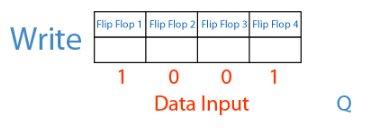 Write
Flip Flop 1 Flip Flop 2 Flip Flop 3 Flip Flop 4
1 0 0 1
Data Input
Q